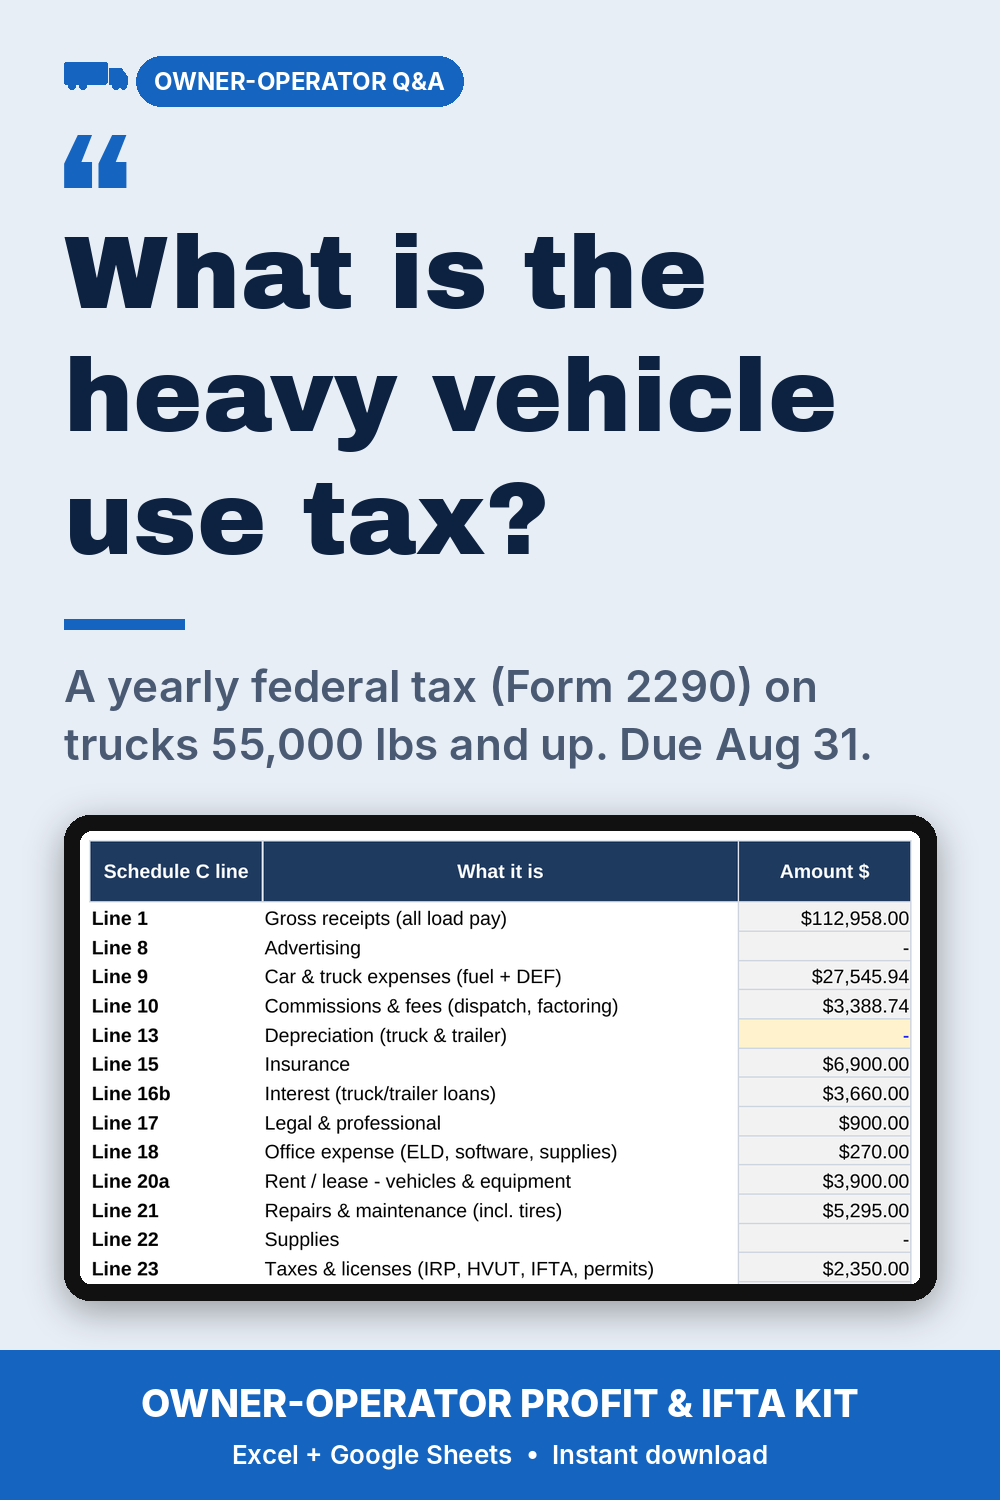 OWNER-OPERATOR Q&A
“
What is the
heavy vehicle
use tax?
A yearly federal tax (Form 2290) on
trucks 55,000 lbs and up. Due Aug 31.
Schedule C line What it is Amount $
Line 1 Gross receipts (all load pay) $112,958.00
Line 8 Advertising -
Line 9 Car & truck expenses (fuel + DEF) $27,545.94
Line 10 Commissions & fees (dispatch, factoring) $3,388.74
Line 13 Depreciation (truck & trailer) -
Line 15 Insurance $6,900.00
Line 16b Interest (truck/trailer loans) $3,660.00
Line 17 Legal & professional $900.00
Line 18 Office expense (ELD, software, supplies) $270.00
Line 20a Rent / lease - vehicles & equipment $3,900.00
Line 21 Repairs & maintenance (incl. tires) $5,295.00
Line 22 Supplies -
Line 23 Taxes & licenses (IRP, HVUT, IFTA, permits) $2,350.00
OWNER-OPERATOR PROFIT & IFTA KIT
Excel + Google Sheets • Instant download